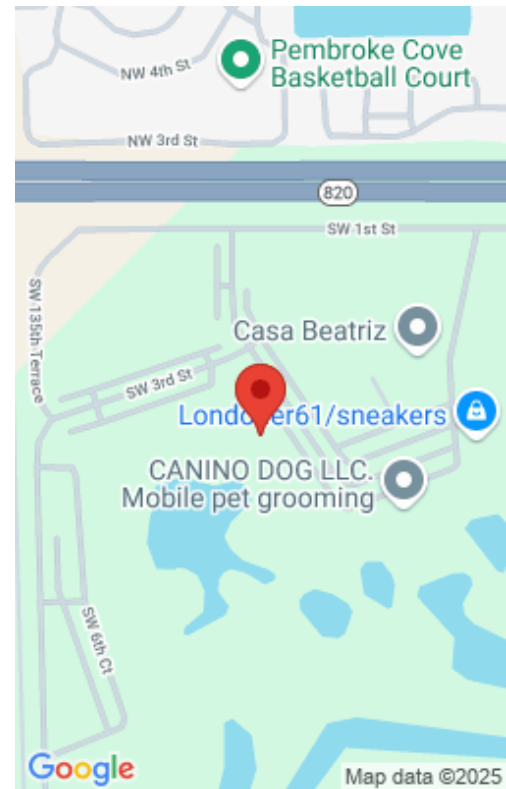 Pembroke Cove
Basketball Court
NW 4th St
NW 3rd St
820
SW 1st St
SW 135th Terrace
Casa Beatriz
SW 3rd St
Londoner61/sneakers
CANINO DOG LLC.
Mobile pet grooming
SW 6th Ct
Google
Map data ©2025